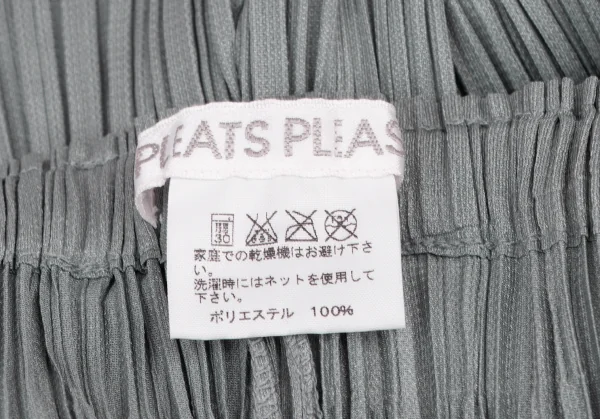 PLEATS PLEAS
30
家庭での乾燥機はお避け下さ
い。
洗濯時にはネットを使用して
下さい。
ポリエステル 100%